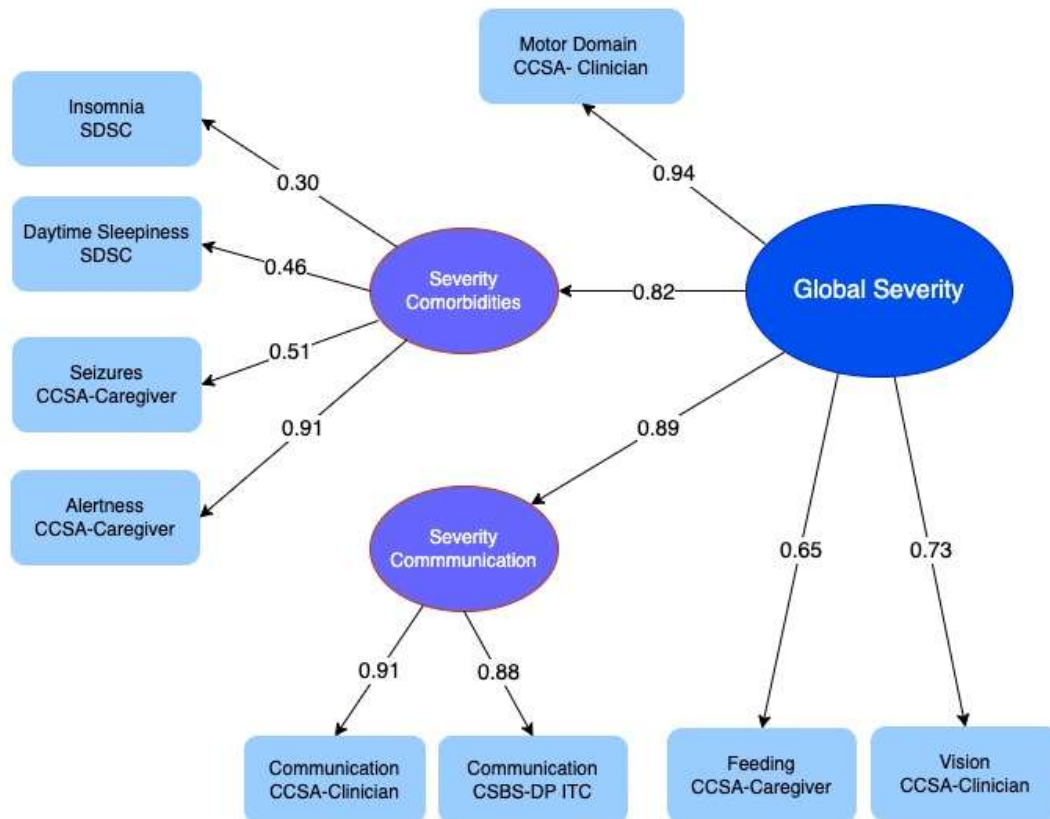 Motor Domain
CCSA- Clinician
Insomnia
SDSC
0.94
0.30
Daytime Sleepiness
SDSC
0.46
Severity
Comorbidities
0.82
Global Severity
Seizures
CCSA-Caregiver
0.51
0.91
0.89
Alertness
CCSA-Caregiver
Severity
Commmunication
0.65
0.73
0.91
0.88
Communication
CCSA-Clinician
Communication
CSBS-DP ITC
Feeding
CCSA-Caregiver
Vision
CCSA-Clinician